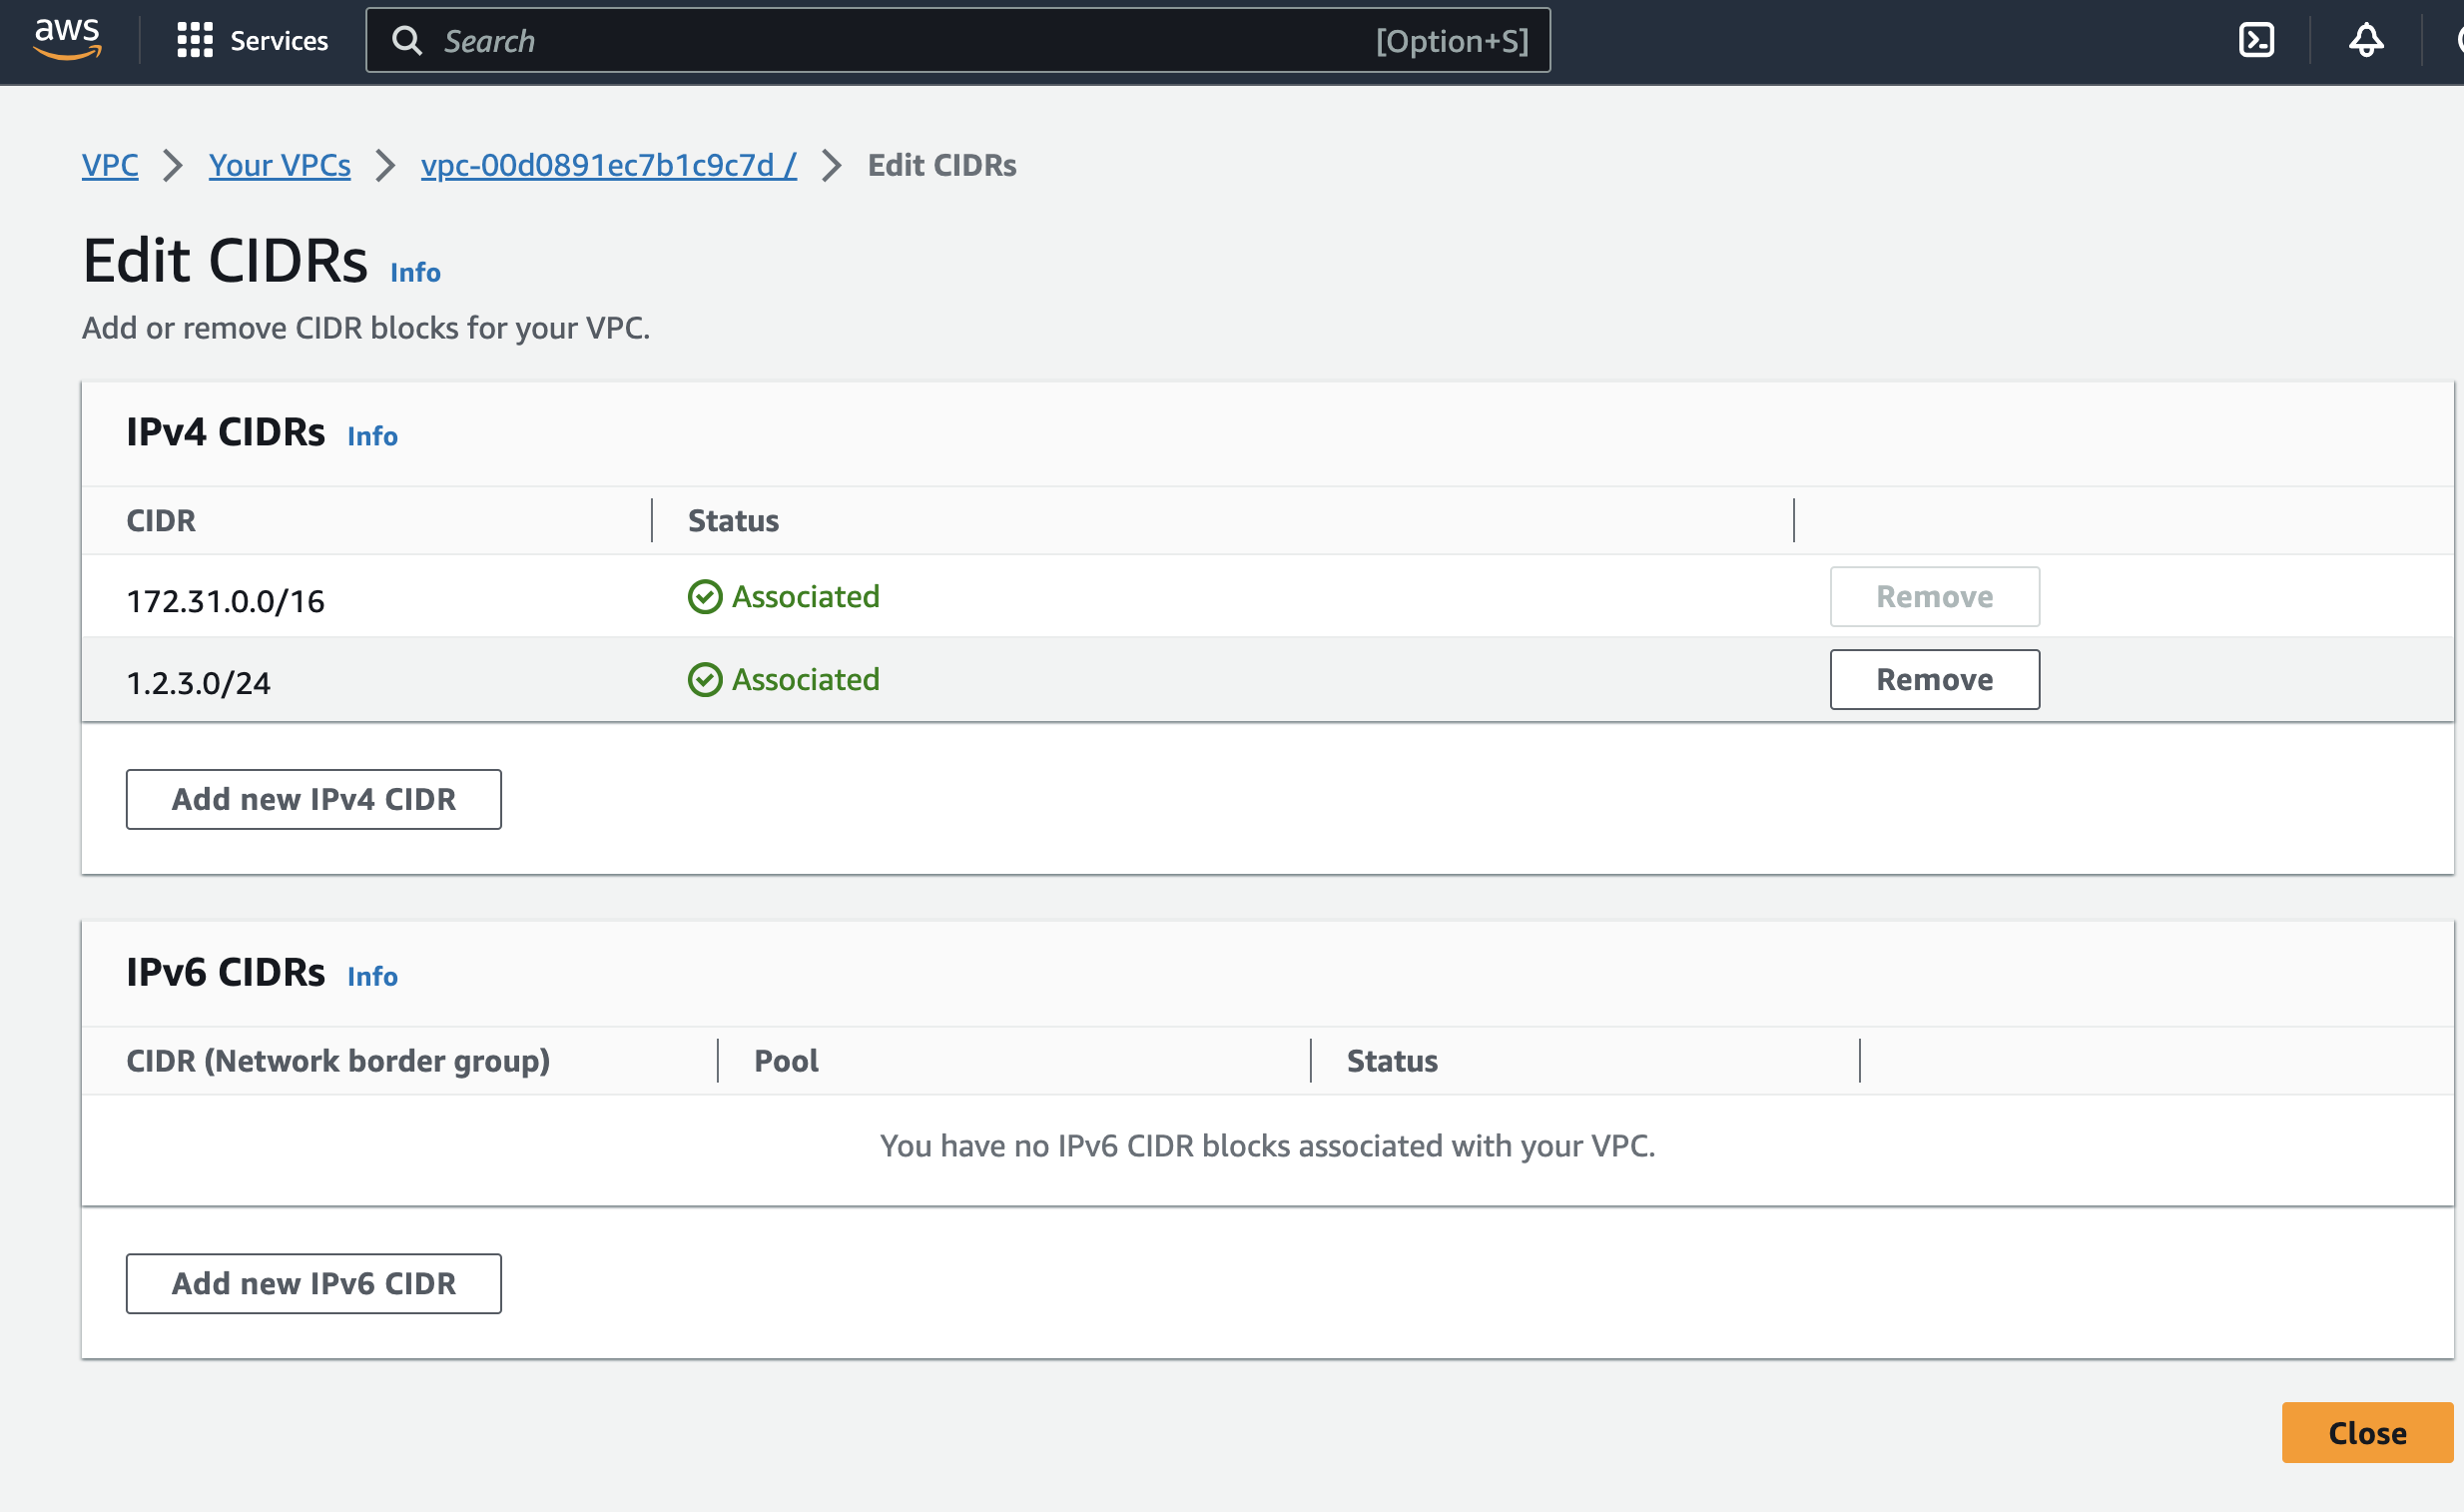 aws Services Search [Option+S]
VPC Your VPCs vpc-00d0891ec7b1c9c7d / Edit CIDRs
Edit CIDRs Info
Add or remove CIDR blocks for your VPC.
IPv4 CIDRs Info
CIDR Status
172.31.0.0/16 Associated Remove
1.2.3.0/24 Associated Remove
Add new IPv4 CIDR
IPv6 CIDRs Info
CIDR (Network border group) Pool Status
You have no IPv6 CIDR blocks associated with your VPC.
Add new IPv6 CIDR
Close